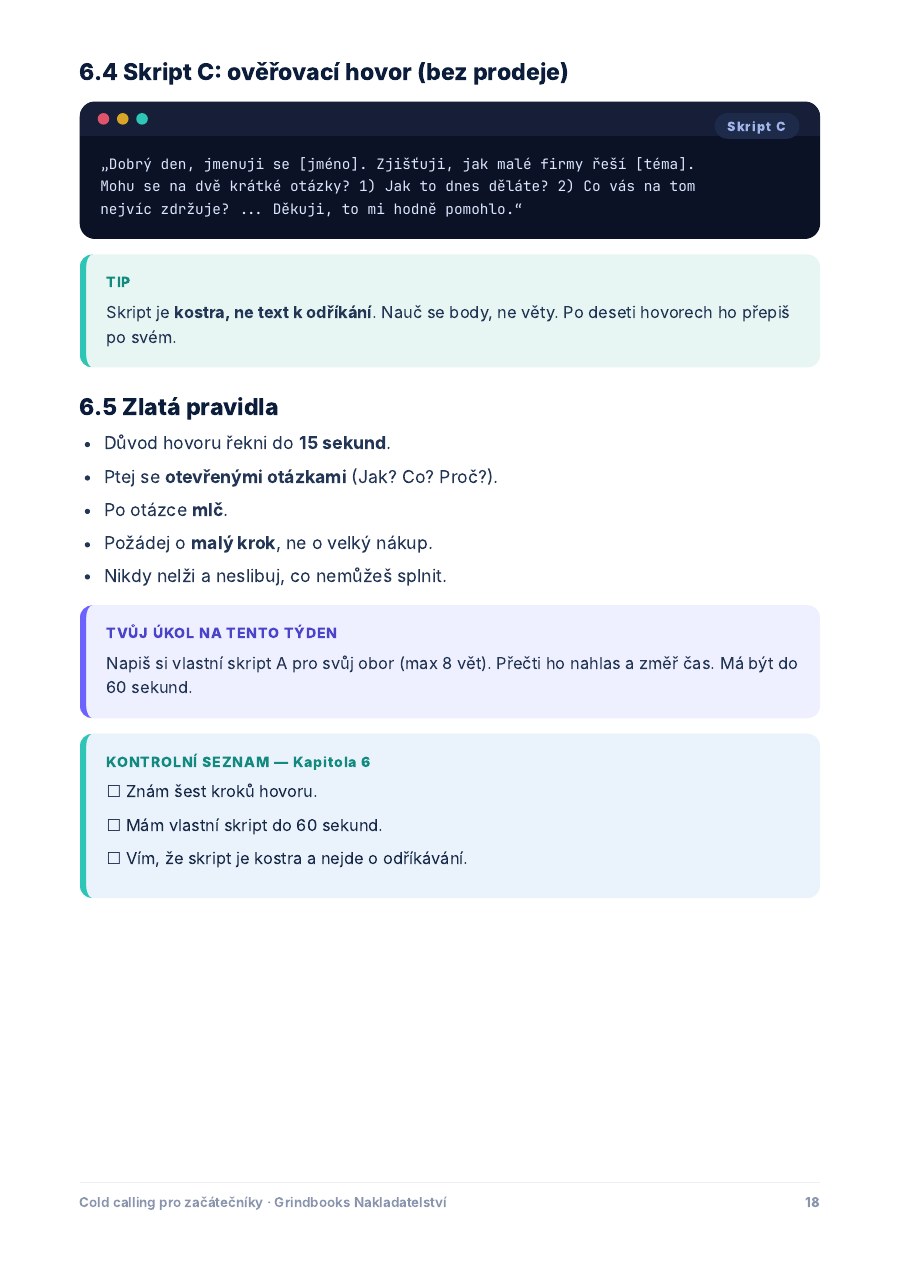 6.4 Skript C: ověřovací hovor (bez prodeje)
Skript C
„Dobrý den, jmenuji se [jméno]. Zjišťuji, jak malé firmy řeší [téma].
Mohu se na dvě krátké otázky? 1) Jak to dnes děláte? 2) Co vás na tom
nejvíc zdržuje? ... Děkuji, to mi hodně pomohlo.“
TIP
Skript je kostra, ne text k odříkání. Nauč se body, ne věty. Po deseti hovorech ho přepiš
po svém.
6.5 Zlatá pravidla
• Důvod hovoru řekni do 15 sekund.
• Ptej se otevřenými otázkami (Jak? Co? Proč?).
• Po otázce mlč.
• Požádej o malý krok, ne o velký nákup.
• Nikdy nelži a neslibuj, co nemůžeš splnit.
TVŮJ ÚKOL NA TENTO TÝDEN
Napiš si vlastní skript A pro svůj obor (max 8 vět). Přečti ho nahlas a změř čas. Má být do
60 sekund.
KONTROLNÍ SEZNAM — Kapitola 6
☐ Znám šest kroků hovoru.
☐ Mám vlastní skript do 60 sekund.
☐ Vím, že skript je kostra a nejde o odříkávání.
Cold calling pro začátečníky · Grindbooks Nakladatelství
18